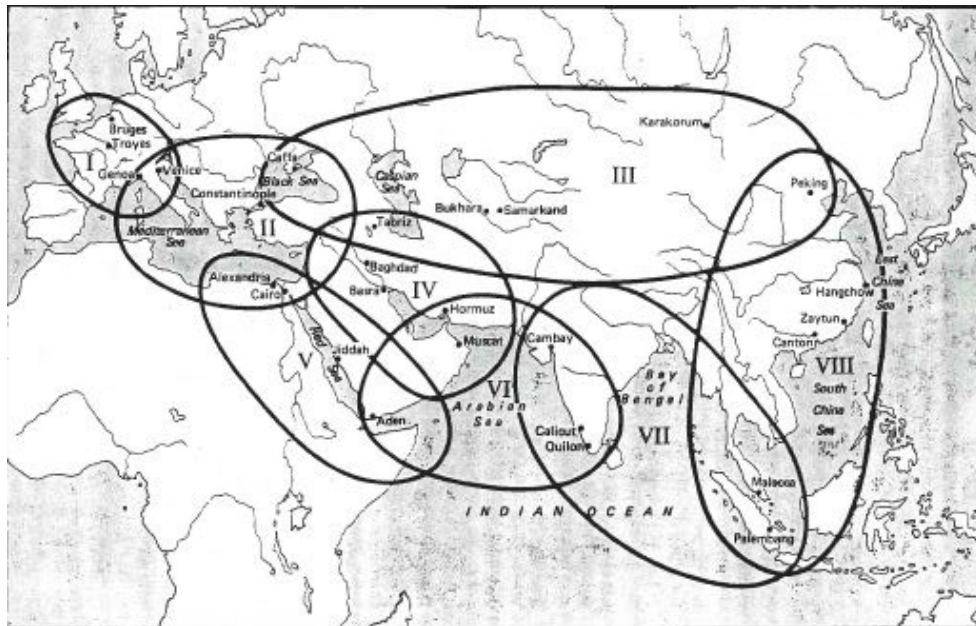 Bruges
Troyes
I
Genoa
Venice
Caffa
Black Sea
Constantinople
II
Mediterranean
Sea
Caspian
Sea
Karakorum
III
Peking
Bukhara
Samarkand
Tabriz
Baghdad
Basra
IV
Hormuz
Muscat
Alexandria
Cairo
Red
V
Jiddah
Aden
VI
Arabian
Sea
Cambay
Calicut
Quilon
Bay
of
Bengal
VII
East
China
Sea
Hangchow
Zaytun
Canton
VIII
South
China
Sea
Malacca
Palembang
INDIAN OCEAN